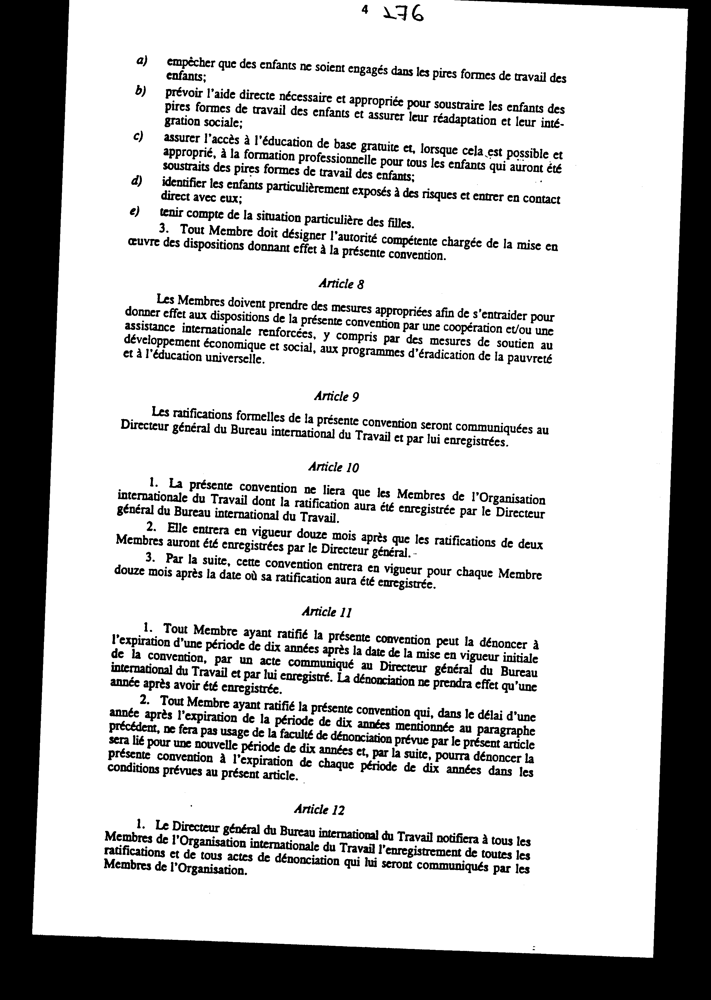 4 176
a) empêcher que des enfants ne soient engagés dans les pires formes de travail des
enfants;
b) prévoir l'aide directe nécessaire et appropriée pour soustraire les enfants des
pires formes de travail des enfants et assurer leur réadaptation et leur inté-
gration sociale;
c) assurer l'accès à l'éducation de base gratuite et, lorsque cela est possible et
approprié, à la formation professionnelle pour tous les enfants qui auront été
soustraits des pires formes de travail des enfants;
d) identifier les enfants particulièrement exposés à des risques et entrer en contact
direct avec eux;
e) tenir compte de la situation particulière des filles.
3. Tout Membre doit désigner l'autorité compétente chargée de la mise en
œuvre des dispositions donnant effet à la présente convention.
Article 8
Les Membres doivent prendre des mesures appropriées afin de s'entraider pour
donner effet aux dispositions de la présente convention par une coopération et/ou une
assistance internationale renforcées, y compris par des mesures de soutien au
développement économique et social, aux programmes d'éradication de la pauvreté
et à l'éducation universelle.
Article 9
Les ratifications formelles de la présente convention seront communiquées au
Directeur général du Bureau international du Travail et par lui enregistrées.
Article 10
1. La présente convention ne liera que les Membres de l'Organisation
internationale du Travail dont la ratification aura été enregistrée par le Directeur
général du Bureau international du Travail.
2. Elle entrera en vigueur douze mois après que les ratifications de deux
Membres auront été enregistrées par le Directeur général.
3. Par la suite, cette convention entrera en vigueur pour chaque Membre
douze mois après la date où sa ratification aura été enregistrée.
Article 11
1. Tout Membre ayant ratifié la présente convention peut la dénoncer à
l'expiration d'une période de dix années après la date de la mise en vigueur initiale
de la convention, par un acte communiqué au Directeur général du Bureau
international du Travail et par lui enregistré. La dénonciation ne prendra effet qu'une
année après avoir été enregistrée.
2. Tout Membre ayant ratifié la présente convention qui, dans le délai d'une
année après l'expiration de la période de dix années mentionnée au paragraphe
précédent, ne fera pas usage de la faculté de dénonciation prévue par le présent article
sera lié pour une nouvelle période de dix années et, par la suite, pourra dénoncer la
présente convention à l'expiration de chaque période de dix années dans les
conditions prévues au présent article.
Article 12
1. Le Directeur général du Bureau international du Travail notifiera à tous les
Membres de l'Organisation internationale du Travail l'enregistrement de toutes les
ratifications et de tous actes de dénonciation qui lui seront communiqués par les
Membres de l'Organisation.